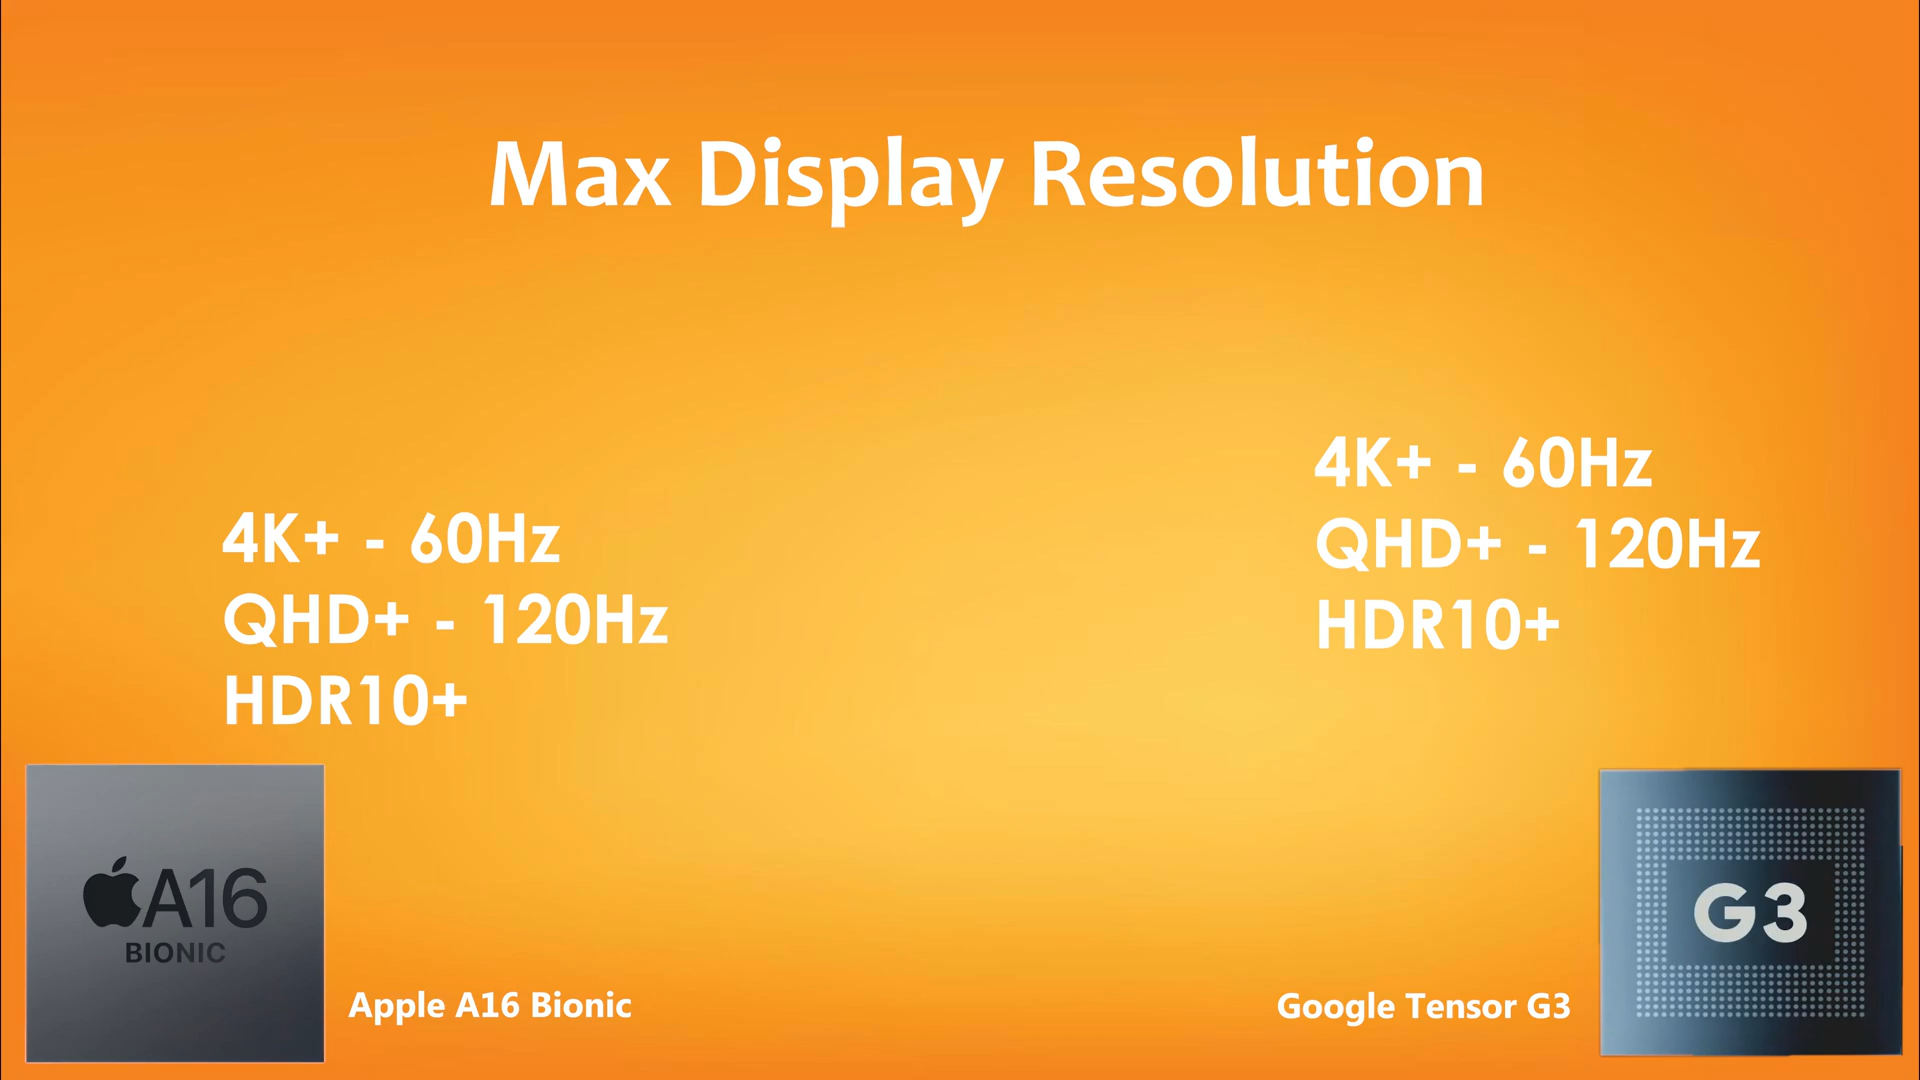 Max Display Resolution
4K+ - 60Hz
QHD+ - 120Hz
HDR10+
4K+ - 60Hz
QHD+ - 120Hz
HDR10+
A16
BIONIC
Apple A16 Bionic
Google Tensor G3
G3